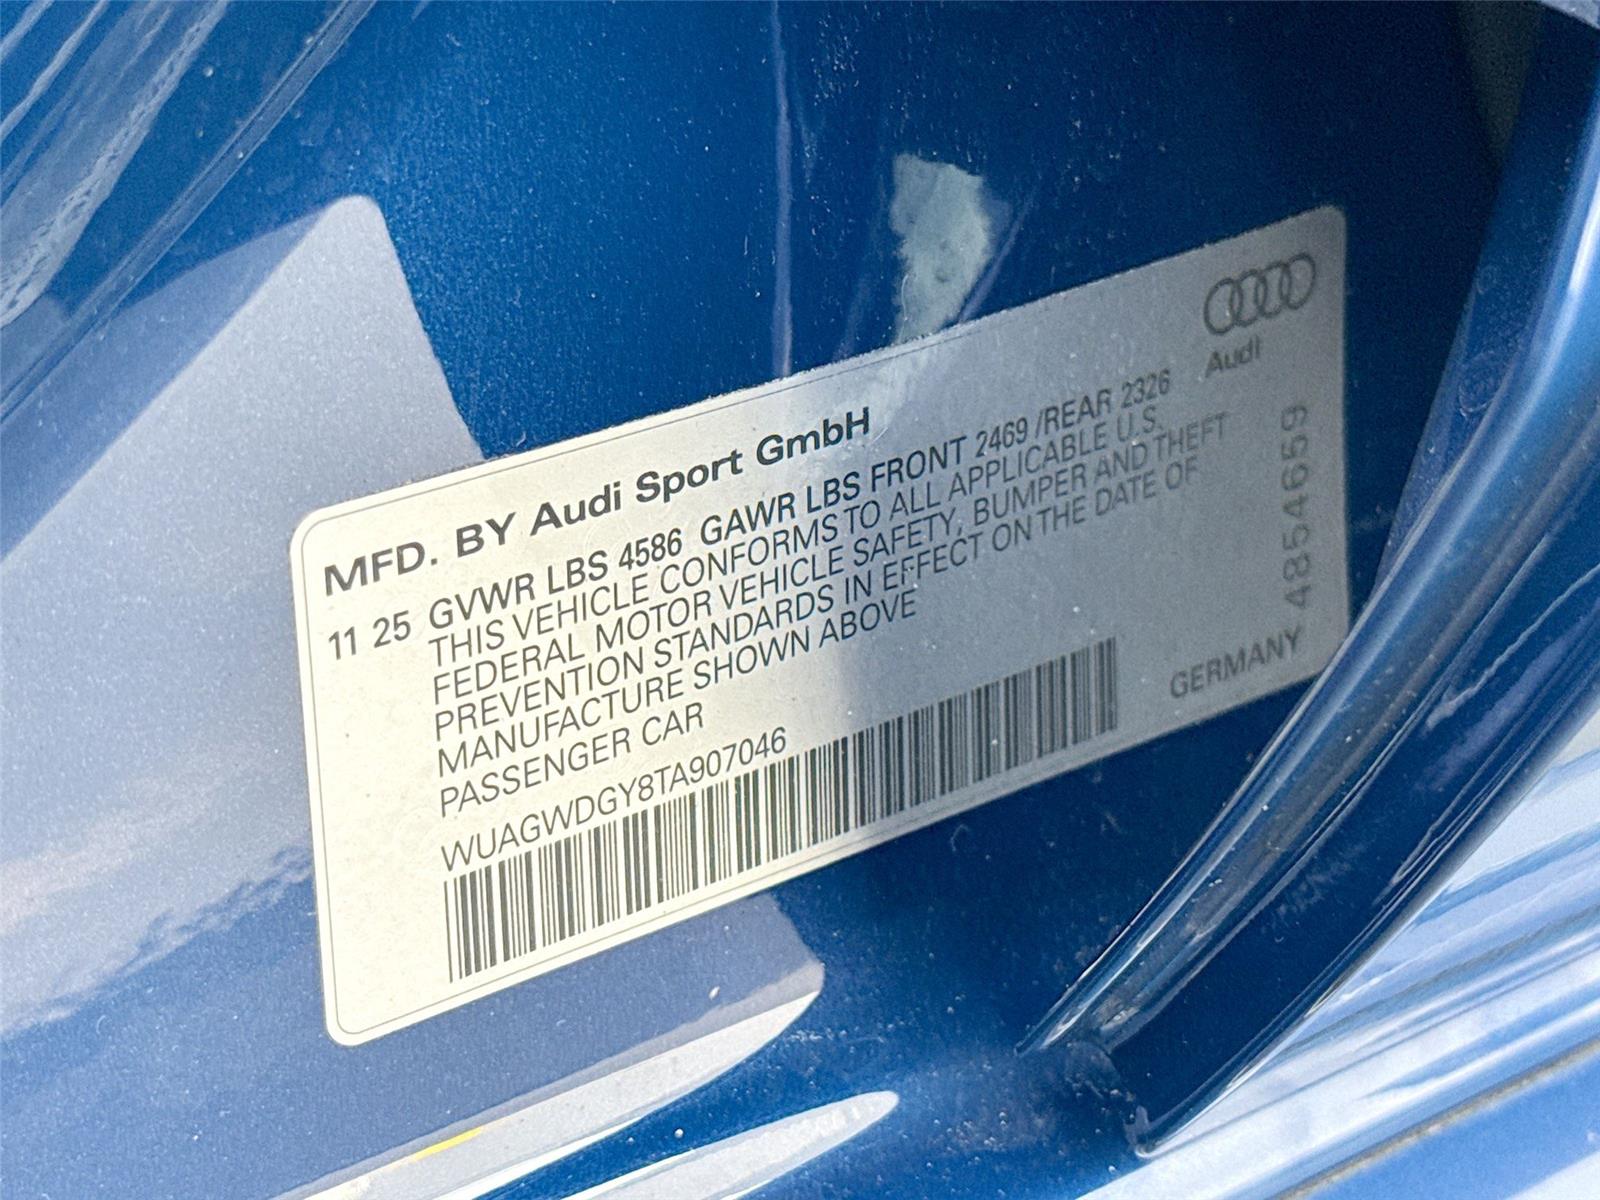 Audi
MFD. BY Audi Sport GmbH
11 25 GVWR LBS 4586 GAWR LBS FRONT 2469 /REAR 2326
THIS VEHICLE CONFORMS TO ALL APPLICABLE U.S.
FEDERAL MOTOR VEHICLE SAFETY, BUMPER AND THEFT
PREVENTION STANDARDS IN EFFECT ON THE DATE OF
MANUFACTURE SHOWN ABOVE
PASSENGER CAR
WUAGWDGY8TA907046
GERMANY
4854659